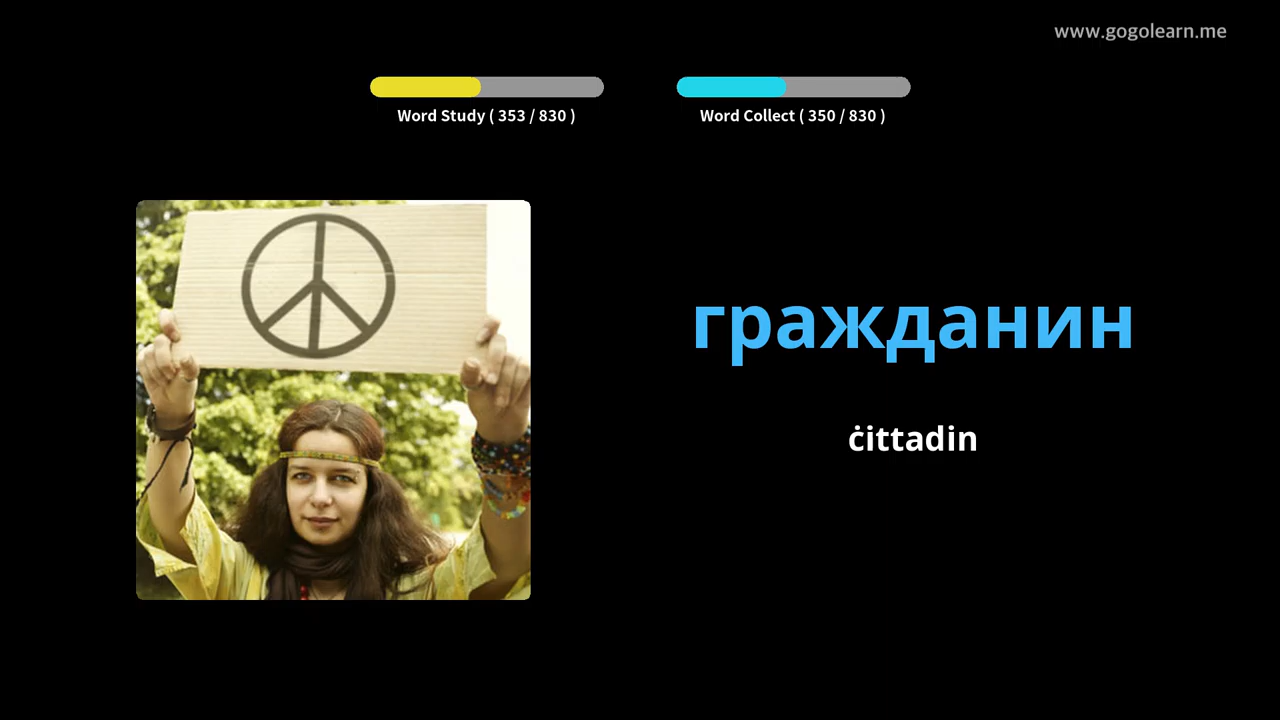 www.gogolearn.me
Word Study ( 353 / 830 )
Word Collect ( 350 / 830 )
гражданин
ċittadin